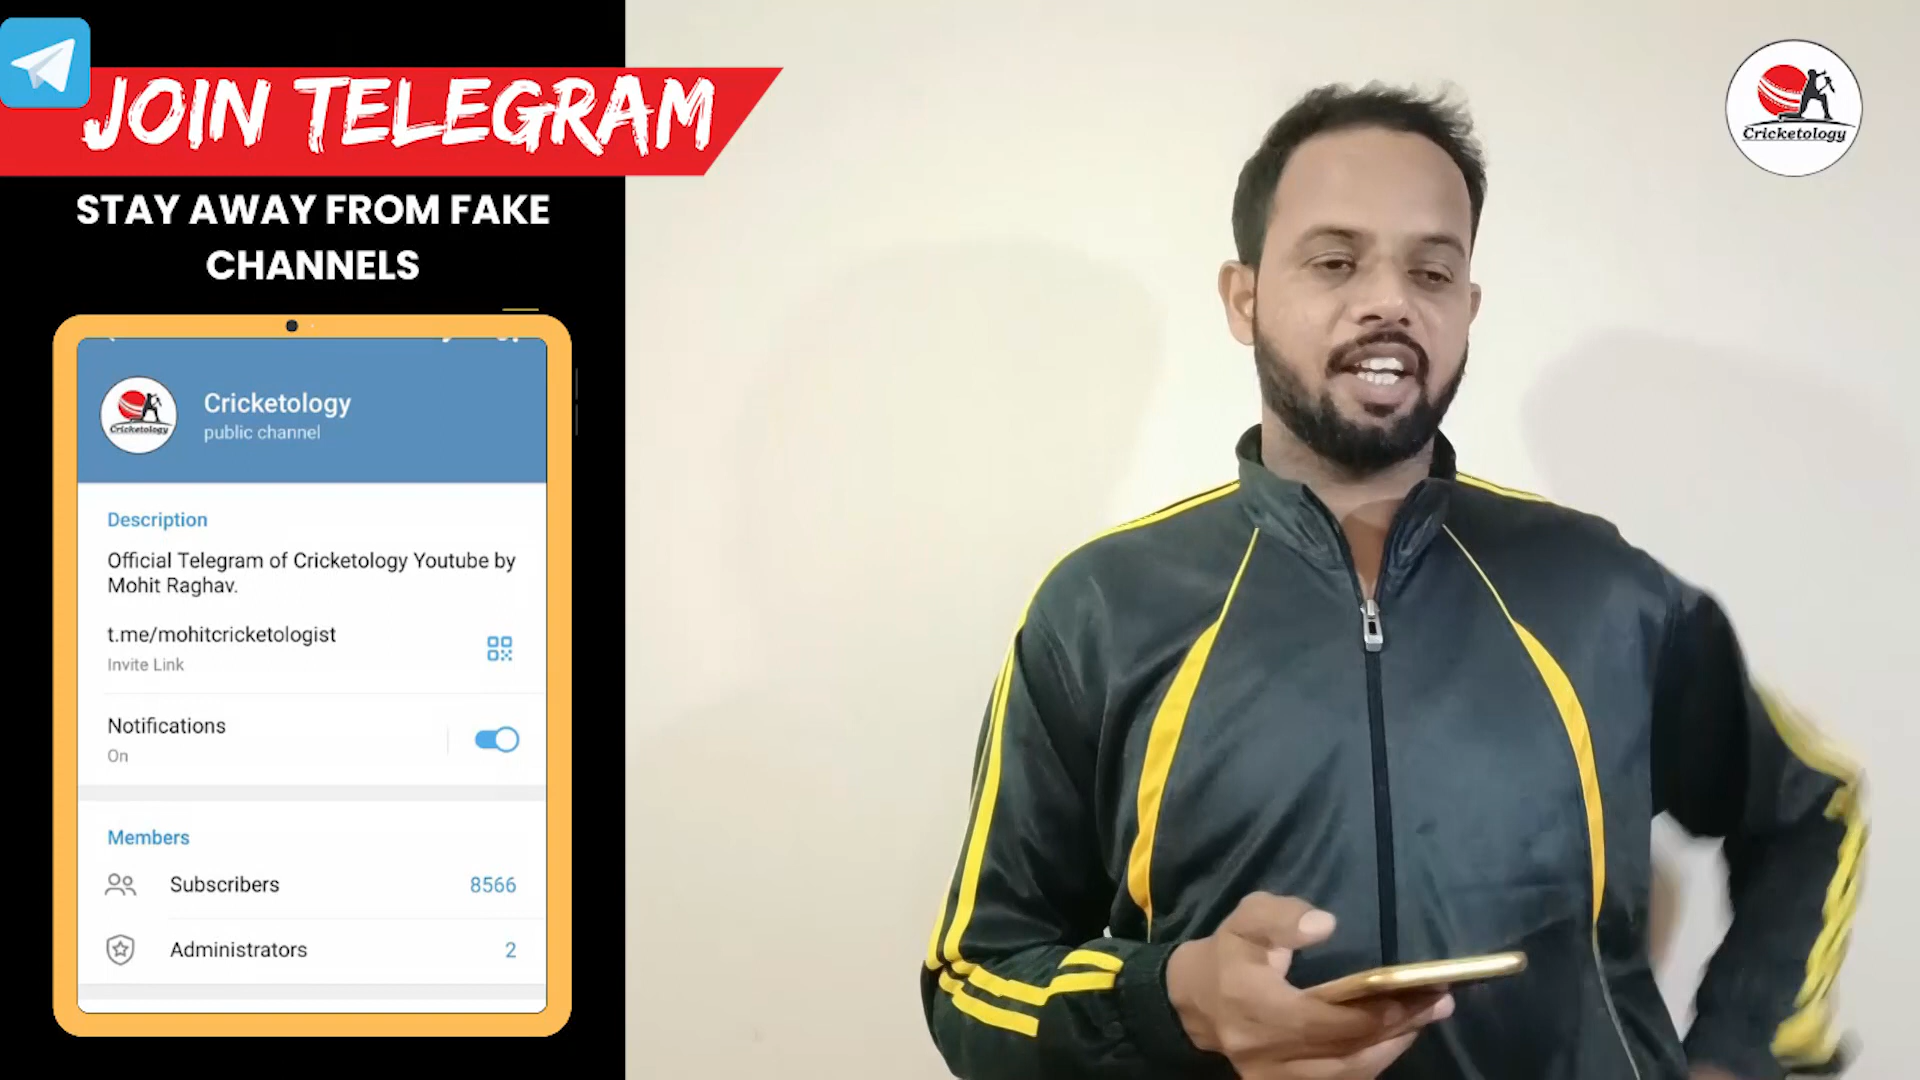 JOIN TELEGRAM
STAY AWAY FROM FAKE
CHANNELS
Cricketology
Cricketology
public channel
Cricketology
Description
Official Telegram of Cricketology Youtube by
Mohit Raghav.
t.me/mohitcricketologist
Invite Link
Notifications
On
Members
Subscribers 8566
Administrators 2